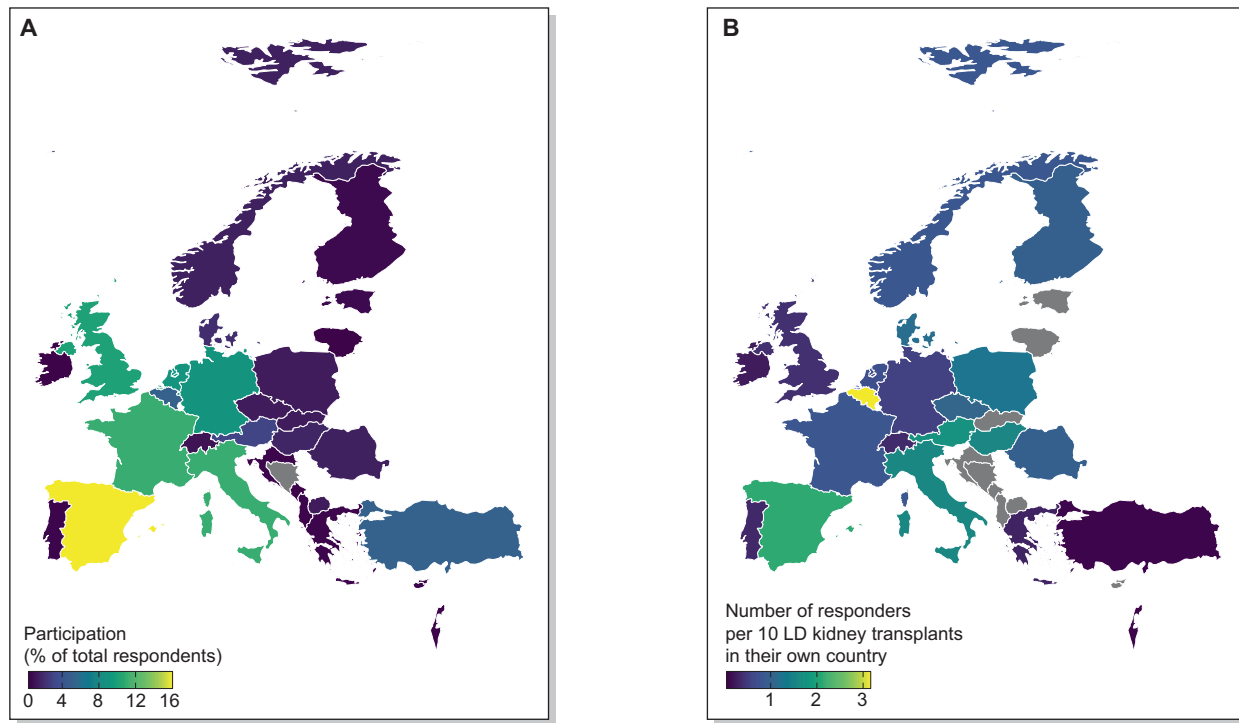 A
Participation
(% of total respondents)
0 4 8 12 16
B
Number of responders
per 10 LD kidney transplants
in their own country
1 2 3